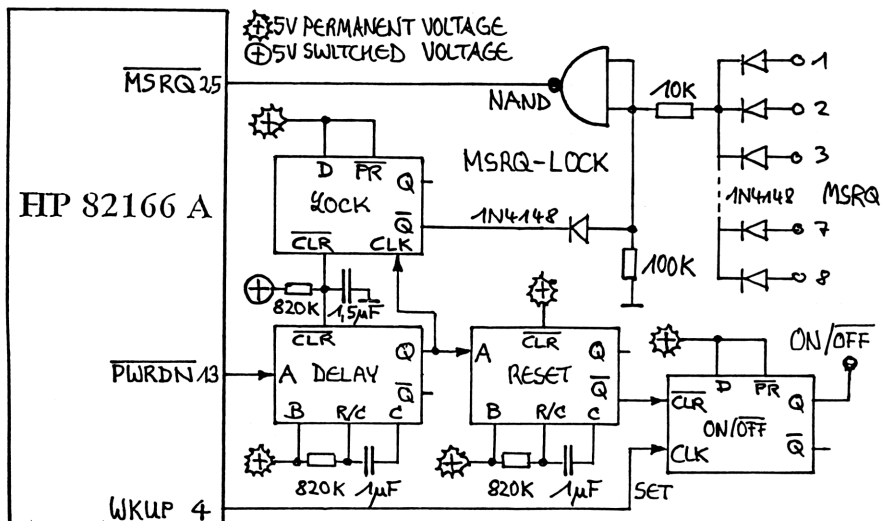 5V PERMANENT VOLTAGE
5V SWITCHED VOLTAGE
MSRQ 25
NAND
10K
1
2
3
7
8
1N4148
MSRQ
D
PR
Q
LOCK
Q
CLR
CLK
MSRQ-LOCK
1N4148
100K
HP 82166 A
820K
1,5µF
CLR
A
DELAY
Q
Q
B
R/C
C
820K
1µF
PWRDN 13
CLR
A
RESET
Q
Q
B
R/C
C
820K
1µF
ON/OFF
D
PR
CLR
Q
ON/OFF
CLK
Q
SET
WKUP 4